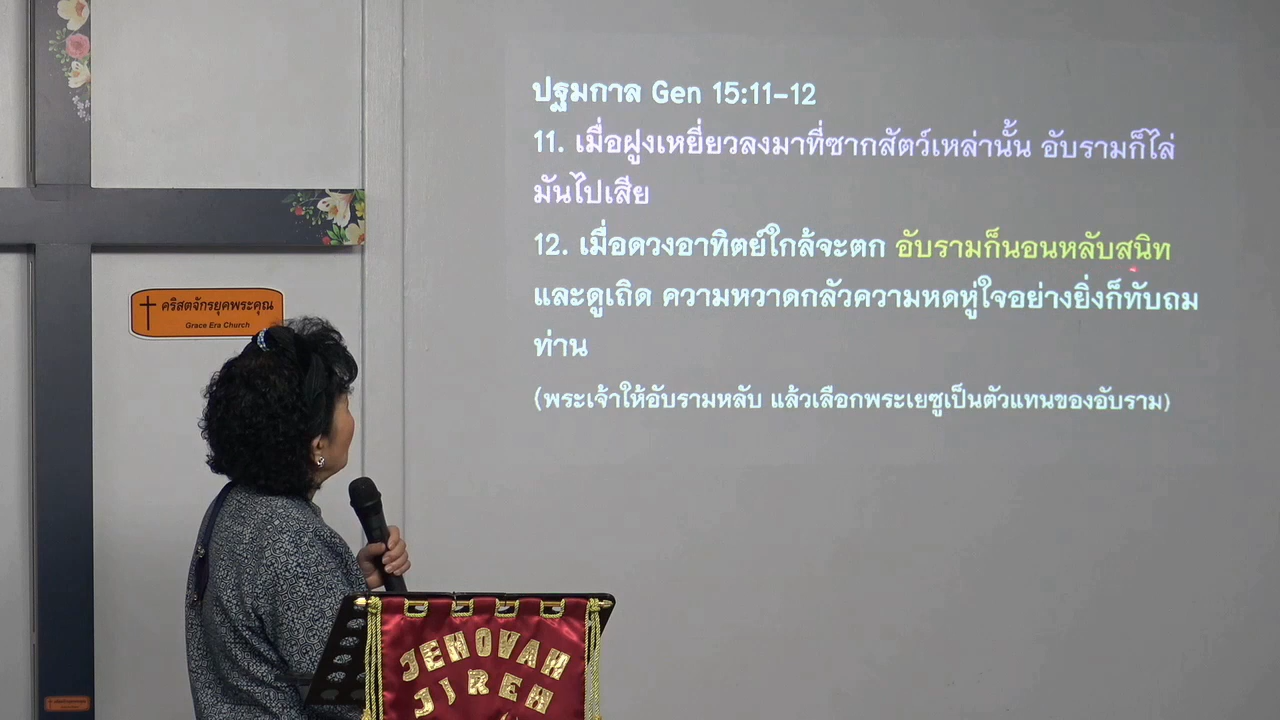 ปฐมกาล Gen 15:11-12
11. เมื่อฝูงเหยี่ยวลงมาที่ซากสัตว์เหล่านั้น อับรามก็ไล่
มันไปเสีย
12. เมื่อดวงอาทิตย์ใกล้จะตก อับรามก็นอนหลับสนิท
และดูเถิด ความหวาดกลัวความหดหู่ใจอย่างยิ่งก็ทับถม
ท่าน
(พระเจ้าให้อับรามหลับ แล้วเลือกพระเยซูเป็นตัวแทนของอับราม)
คริสตจักรยุคพระคุณ
Grace Era Church
JEHOVAH
JIREH